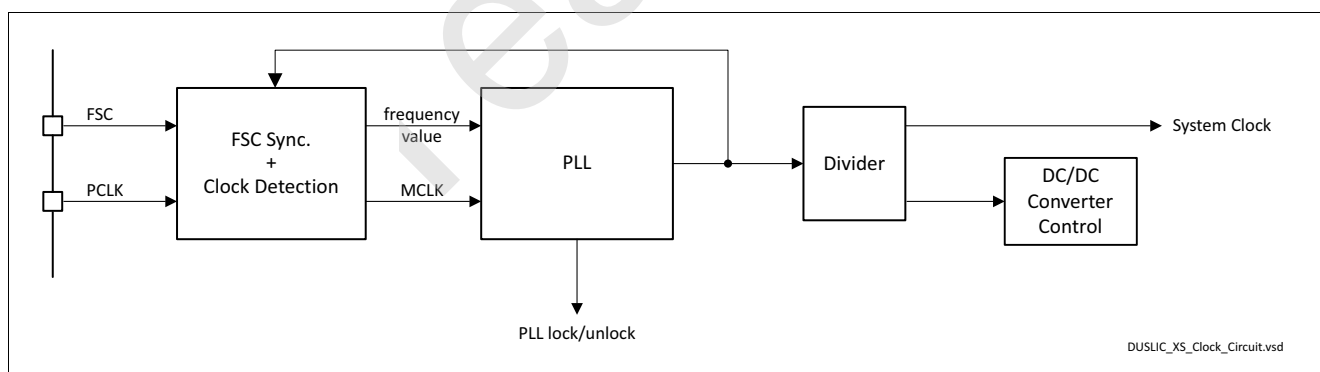 FSC
PCLK
FSC Sync.
+
Clock Detection
frequency
value
MCLK
PLL
PLL lock/unlock
Divider
System Clock
DC/DC
Converter
Control
DUSLIC_XS_Clock_Circuit.vsd